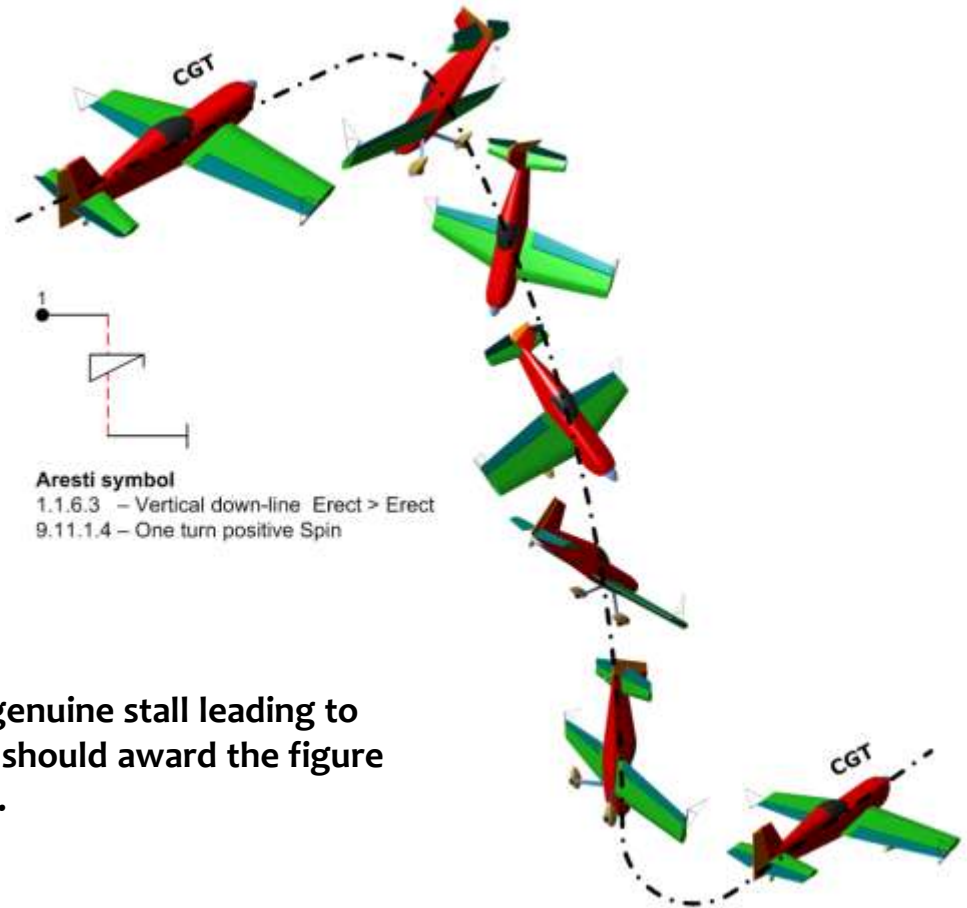 CGT
1
Aresti symbol
1.1.6.3 – Vertical down-line Erect > Erect
9.11.1.4 – One turn positive Spin
genuine stall leading to
should award the figure
.
CGT